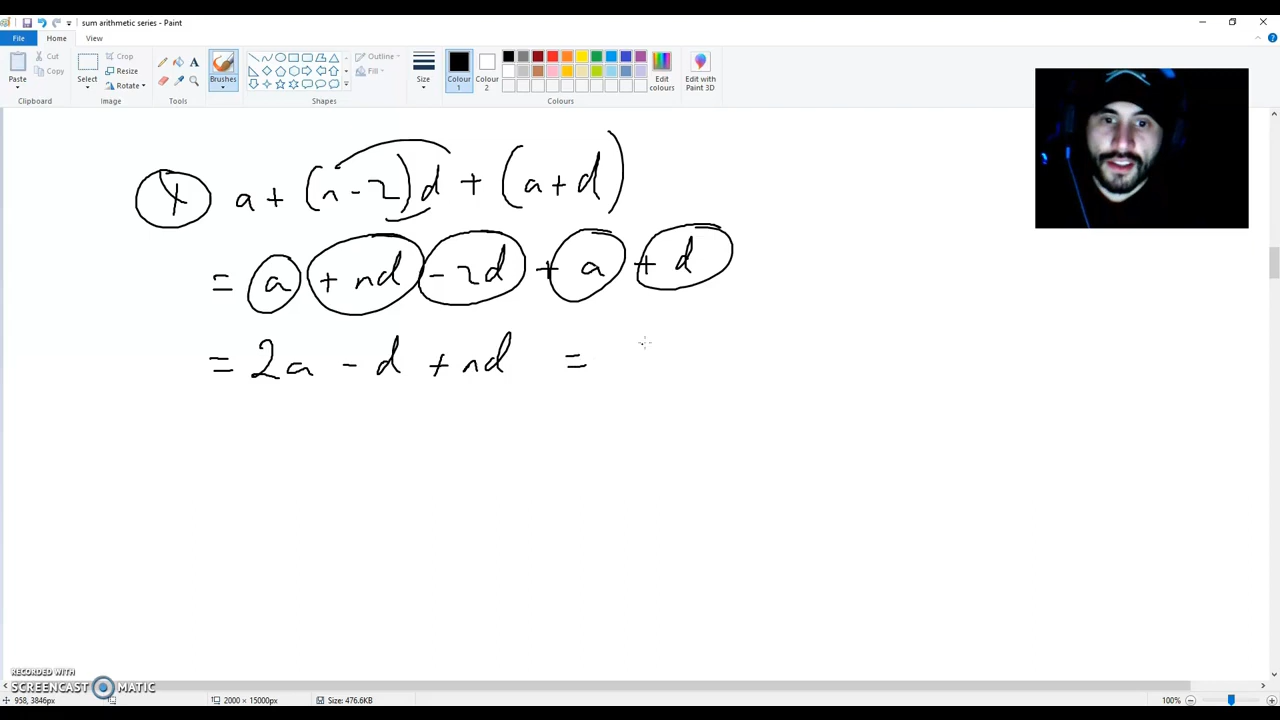 sum arithmetic series - Paint
File Home View
Paste Cut Copy Clipboard
Select Crop Resize Rotate Image
Brushes Tools
Shapes Outline Fill
Size
Colour 1 Colour 2 Edit colours Colours
Edit with Paint 3D
a + (n - 2)d + (a + d)
= a + nd - 2d + a + d
= 2a - d + nd =
RECORDED WITH
SCREENCAST MATIC
958, 3846px 2000 × 15000px Size: 476.6KB 100%